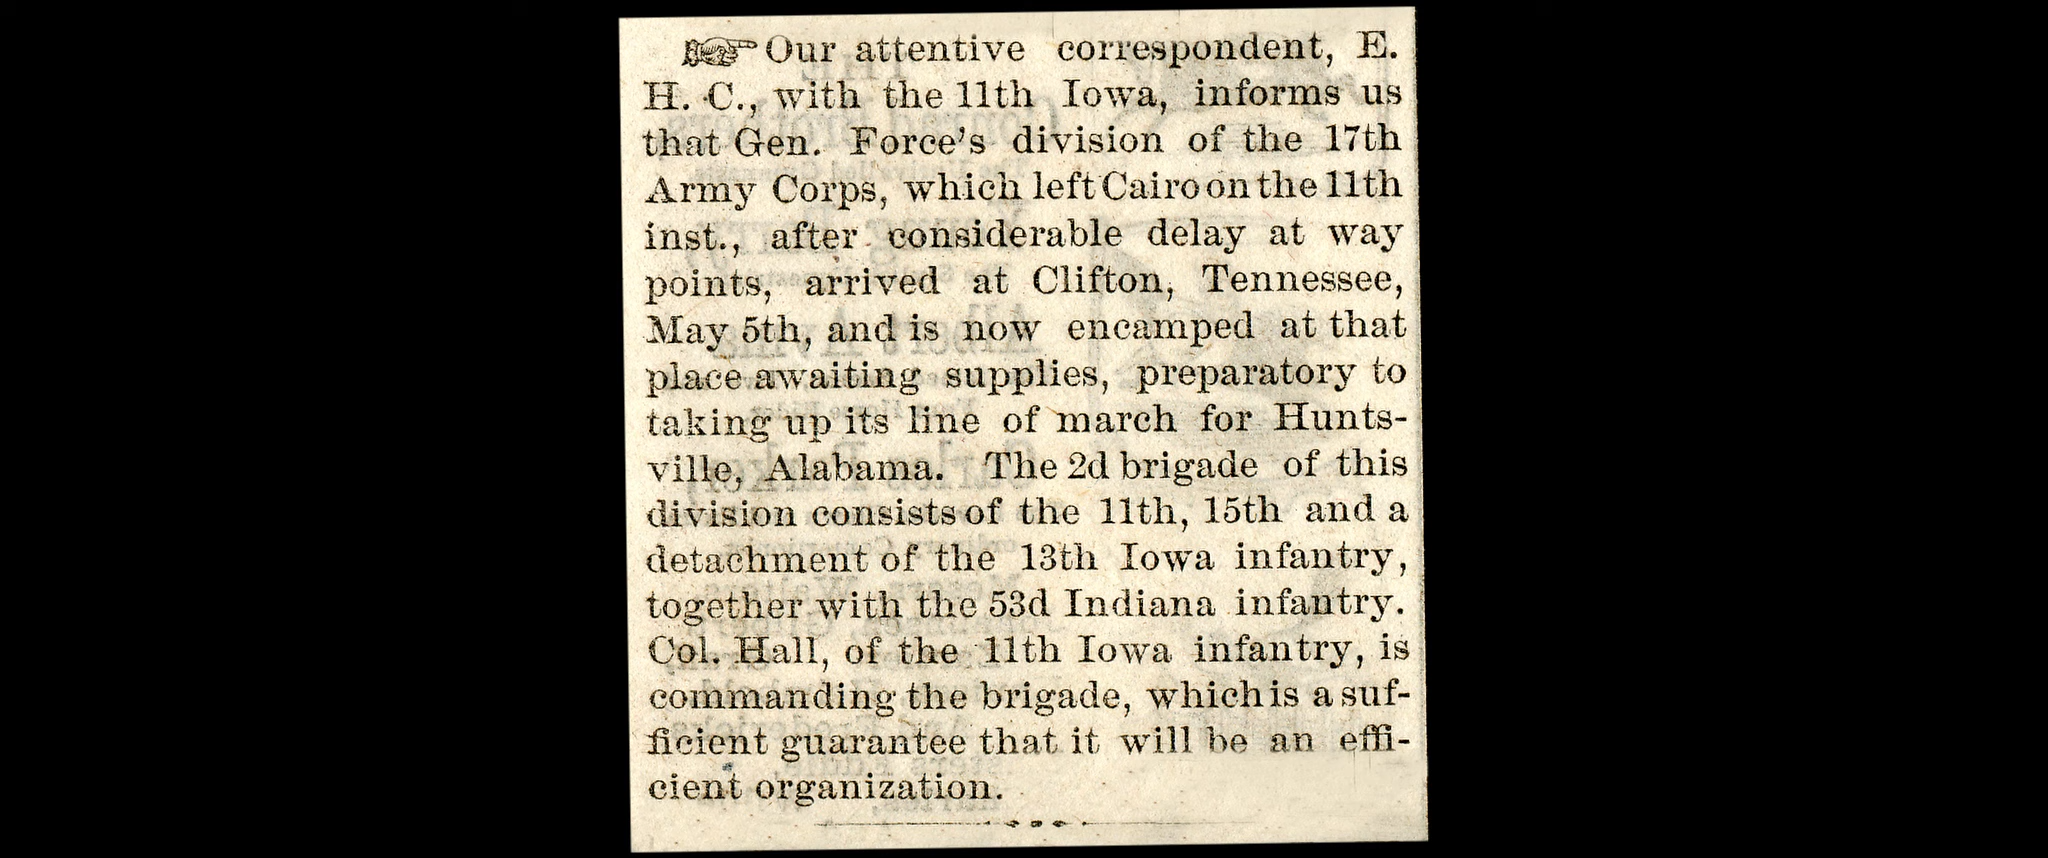 ☞ Our attentive correspondent, E.
H. C., with the 11th Iowa, informs us
that Gen. Force's division of the 17th
Army Corps, which left Cairo on the 11th
inst., after considerable delay at way
points, arrived at Clifton, Tennessee,
May 5th, and is now encamped at that
place awaiting supplies, preparatory to
taking up its line of march for Hunts-
ville, Alabama. The 2d brigade of this
division consists of the 11th, 15th and a
detachment of the 13th Iowa infantry,
together with the 53d Indiana infantry.
Col. Hall, of the 11th Iowa infantry, is
commanding the brigade, which is a suf-
ficient guarantee that it will be an effi-
cient organization.